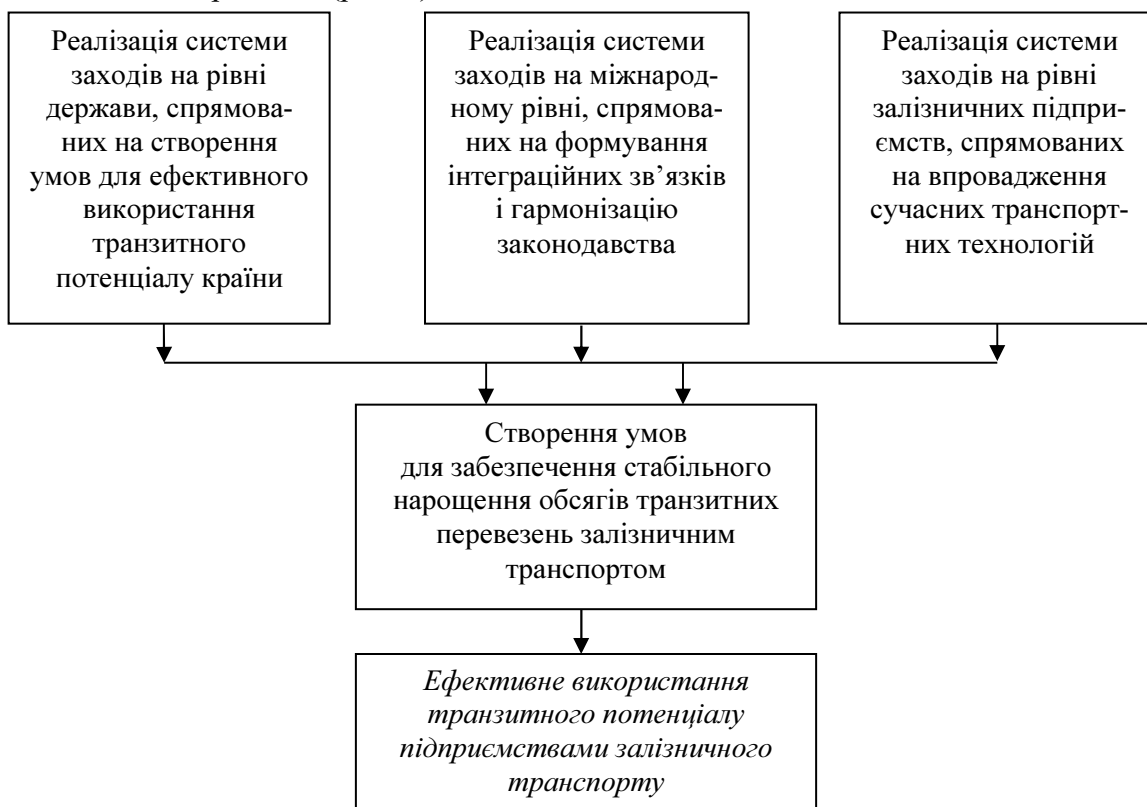 Реалізація системи
заходів на рівні
держави, спрямова-
них на створення
умов для ефективного
використання
транзитного
потенціалу країни
Реалізація системи
заходів на міжнарод-
ному рівні, спрямова-
них на формування
інтеграційних зв’язків
і гармонізацію
законодавства
Реалізація системи
заходів на рівні
залізничних підпри-
ємств, спрямованих
на впровадження
сучасних транспорт-
них технологій
Створення умов
для забезпечення стабільного
нарощення обсягів транзитних
перевезень залізничним
транспортом
Ефективне використання
транзитного потенціалу
підприємствами залізничного
транспорту